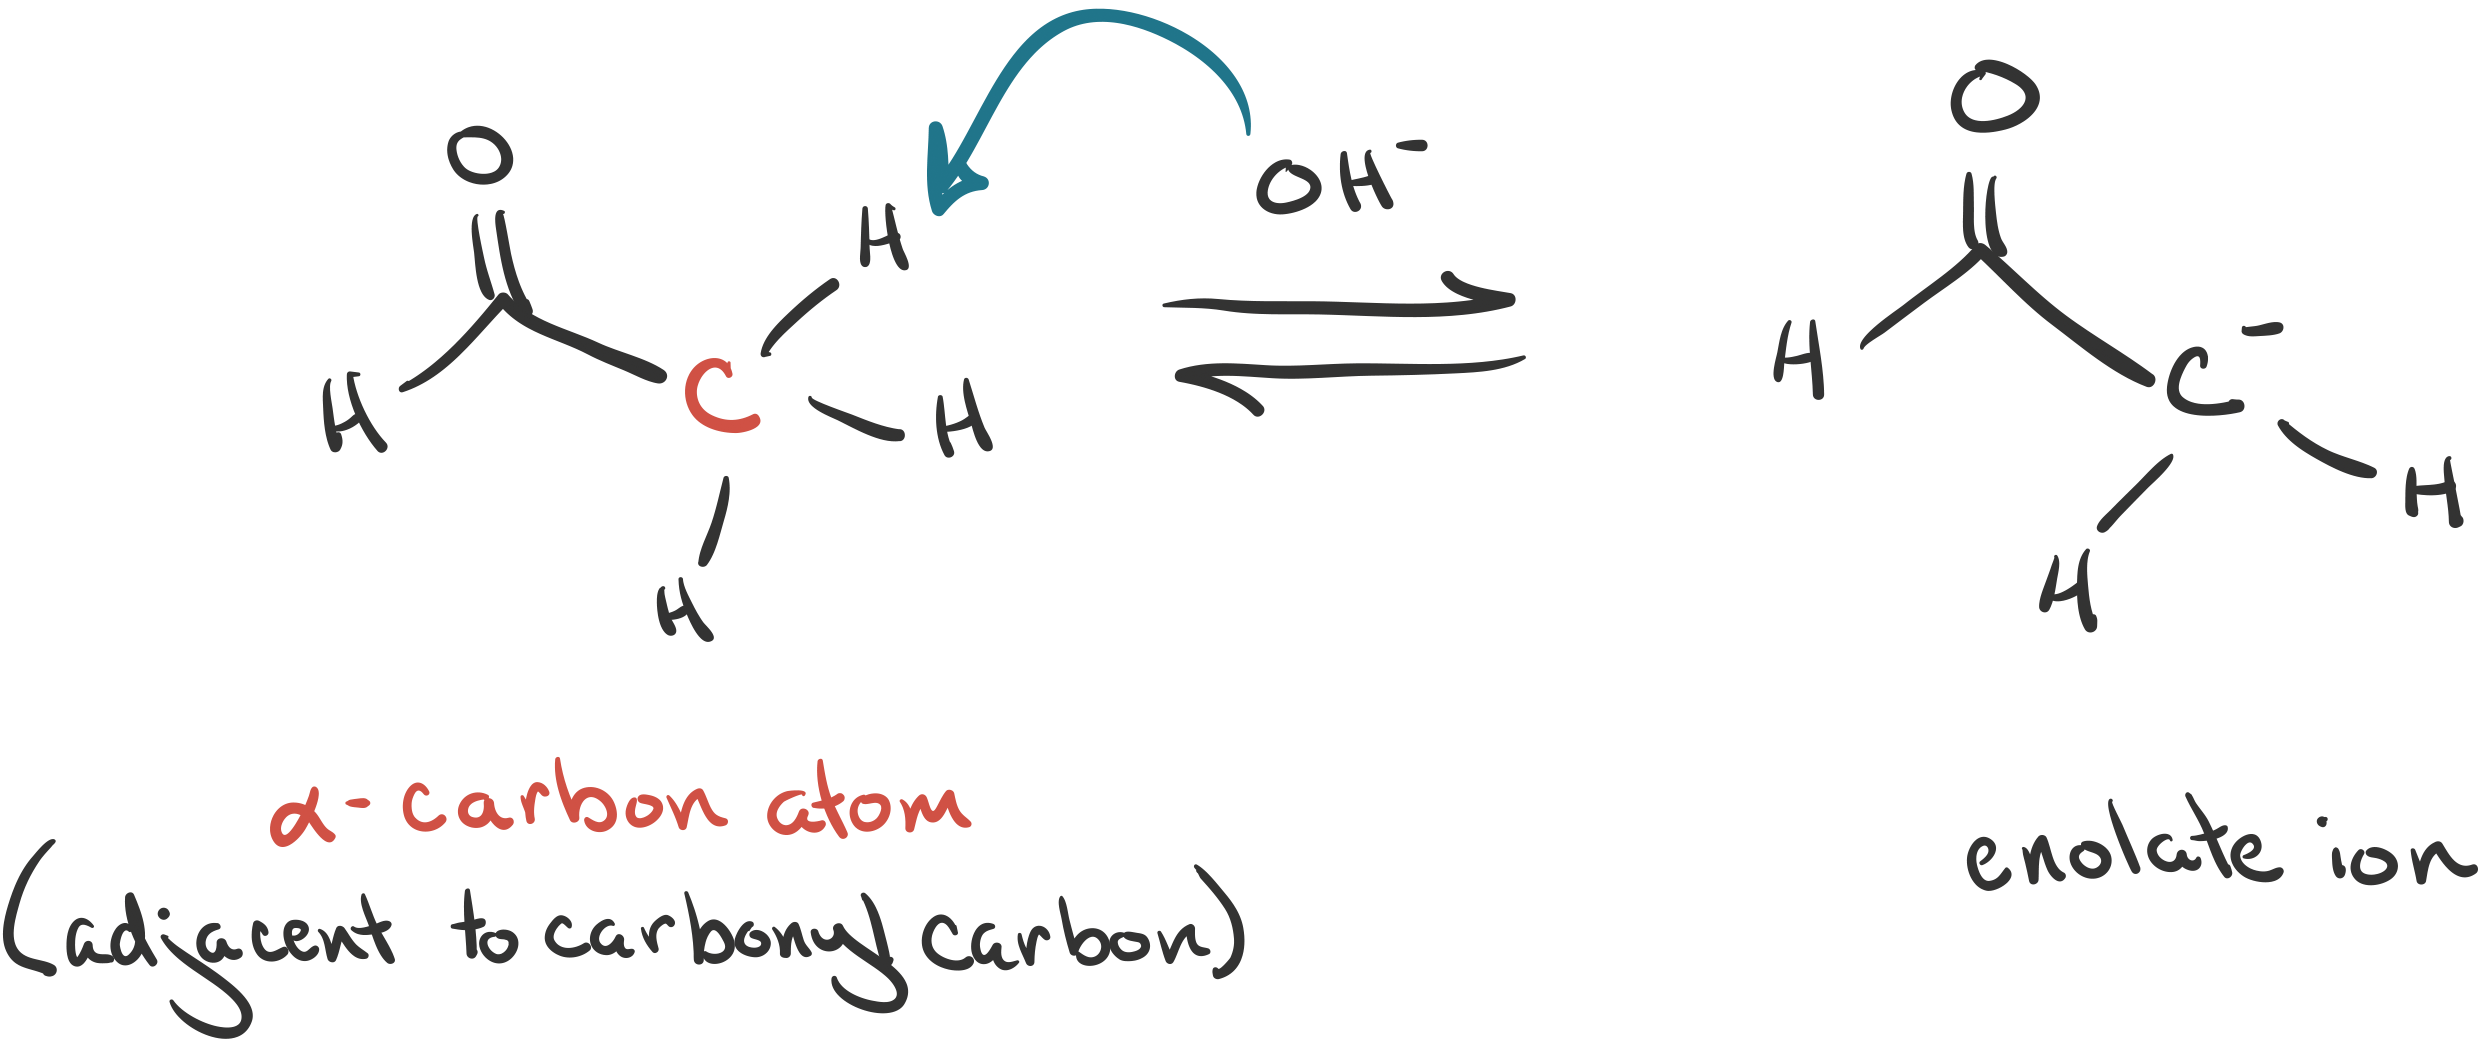 O
H
OH⁻
H
C
H
H
O
H
C⁻
H
H
α-carbon atom
(adjacent to carbonyl carbon)
enolate ion